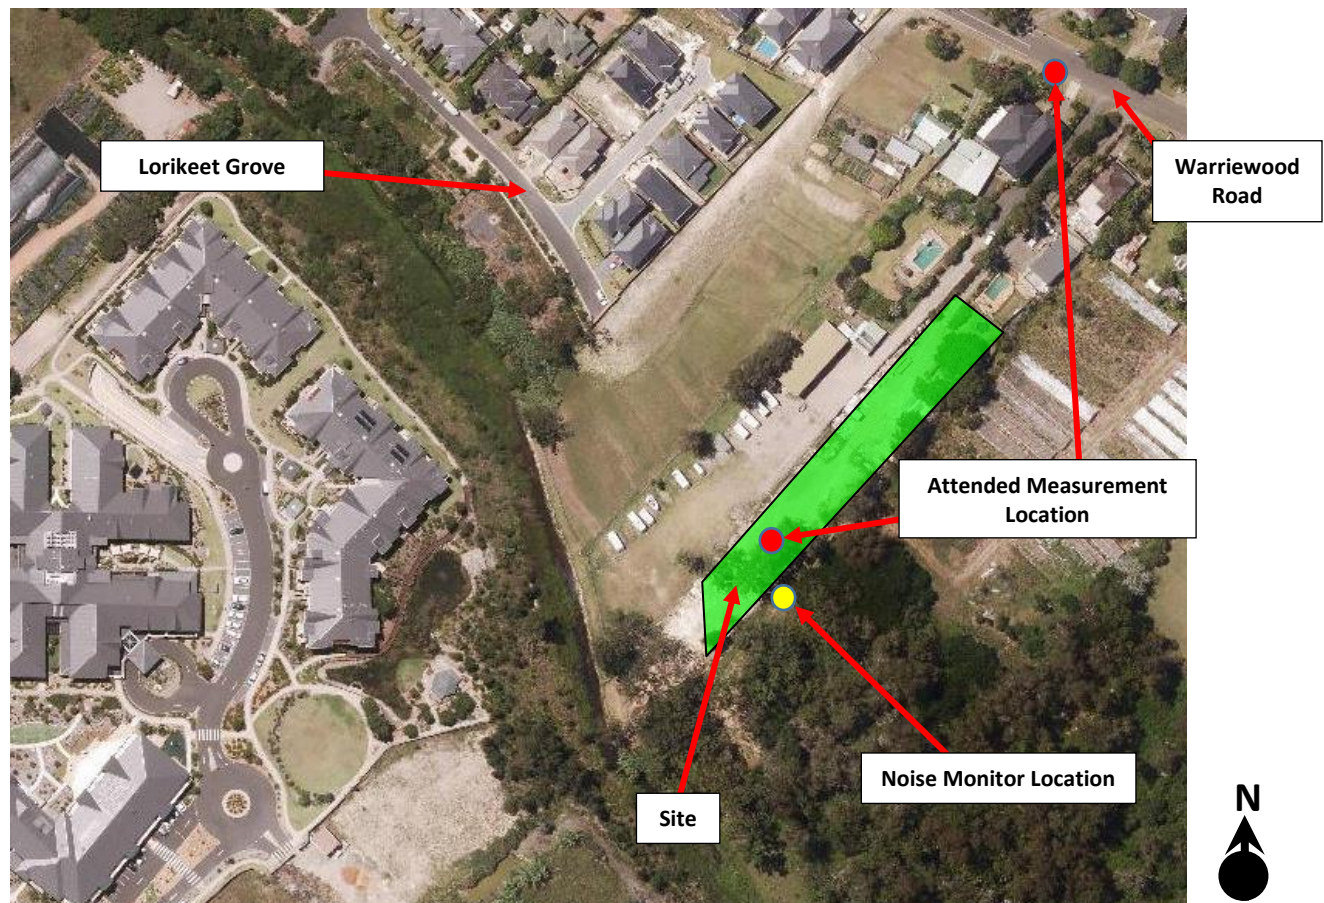 Lorikeet Grove
Warriewood
Road
Attended Measurement
Location
Noise Monitor Location
Site
N